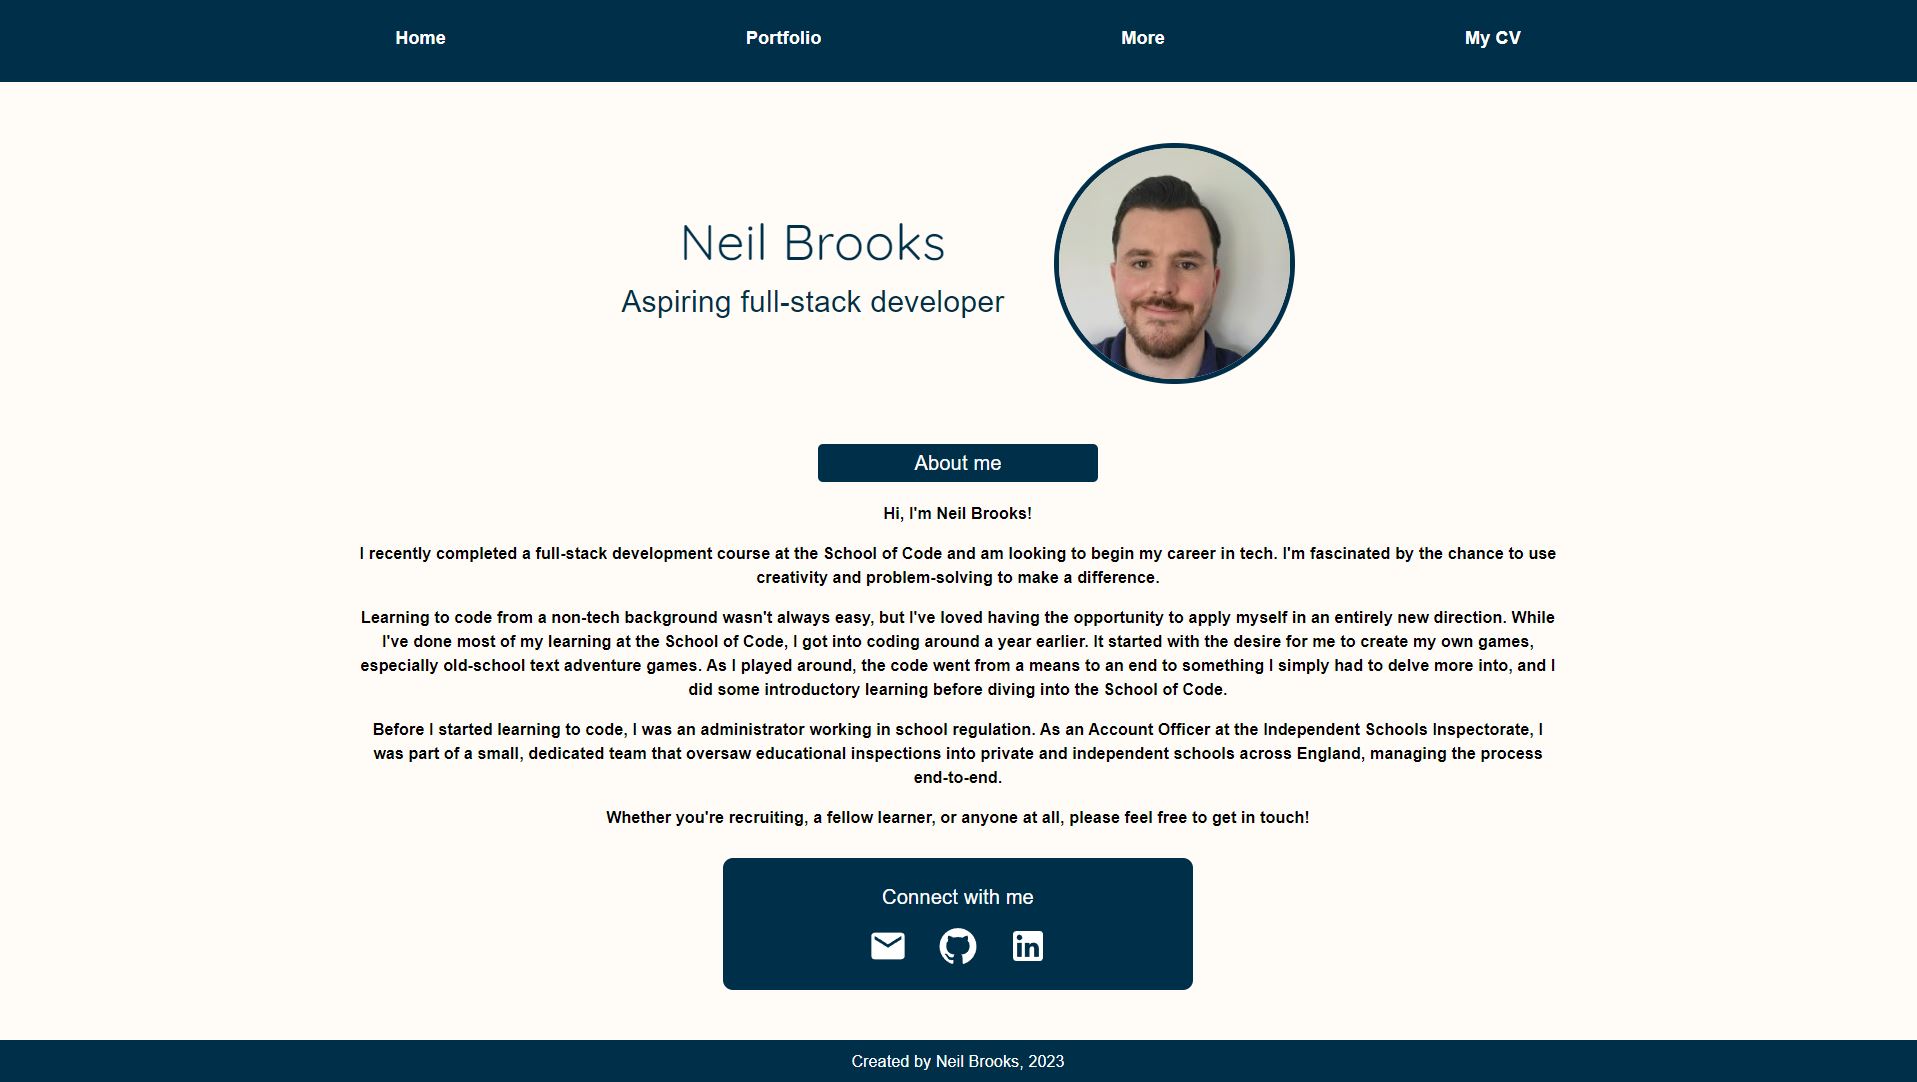 Home
Portfolio
More
My CV
Neil Brooks
Aspiring full-stack developer
About me
Hi, I'm Neil Brooks!
I recently completed a full-stack development course at the School of Code and am looking to begin my career in tech. I'm fascinated by the chance to use
creativity and problem-solving to make a difference.
Learning to code from a non-tech background wasn't always easy, but I've loved having the opportunity to apply myself in an entirely new direction. While
I've done most of my learning at the School of Code, I got into coding around a year earlier. It started with the desire for me to create my own games,
especially old-school text adventure games. As I played around, the code went from a means to an end to something I simply had to delve more into, and I
did some introductory learning before diving into the School of Code.
Before I started learning to code, I was an administrator working in school regulation. As an Account Officer at the Independent Schools Inspectorate, I
was part of a small, dedicated team that oversaw educational inspections into private and independent schools across England, managing the process
end-to-end.
Whether you're recruiting, a fellow learner, or anyone at all, please feel free to get in touch!
Connect with me
in
Created by Neil Brooks, 2023